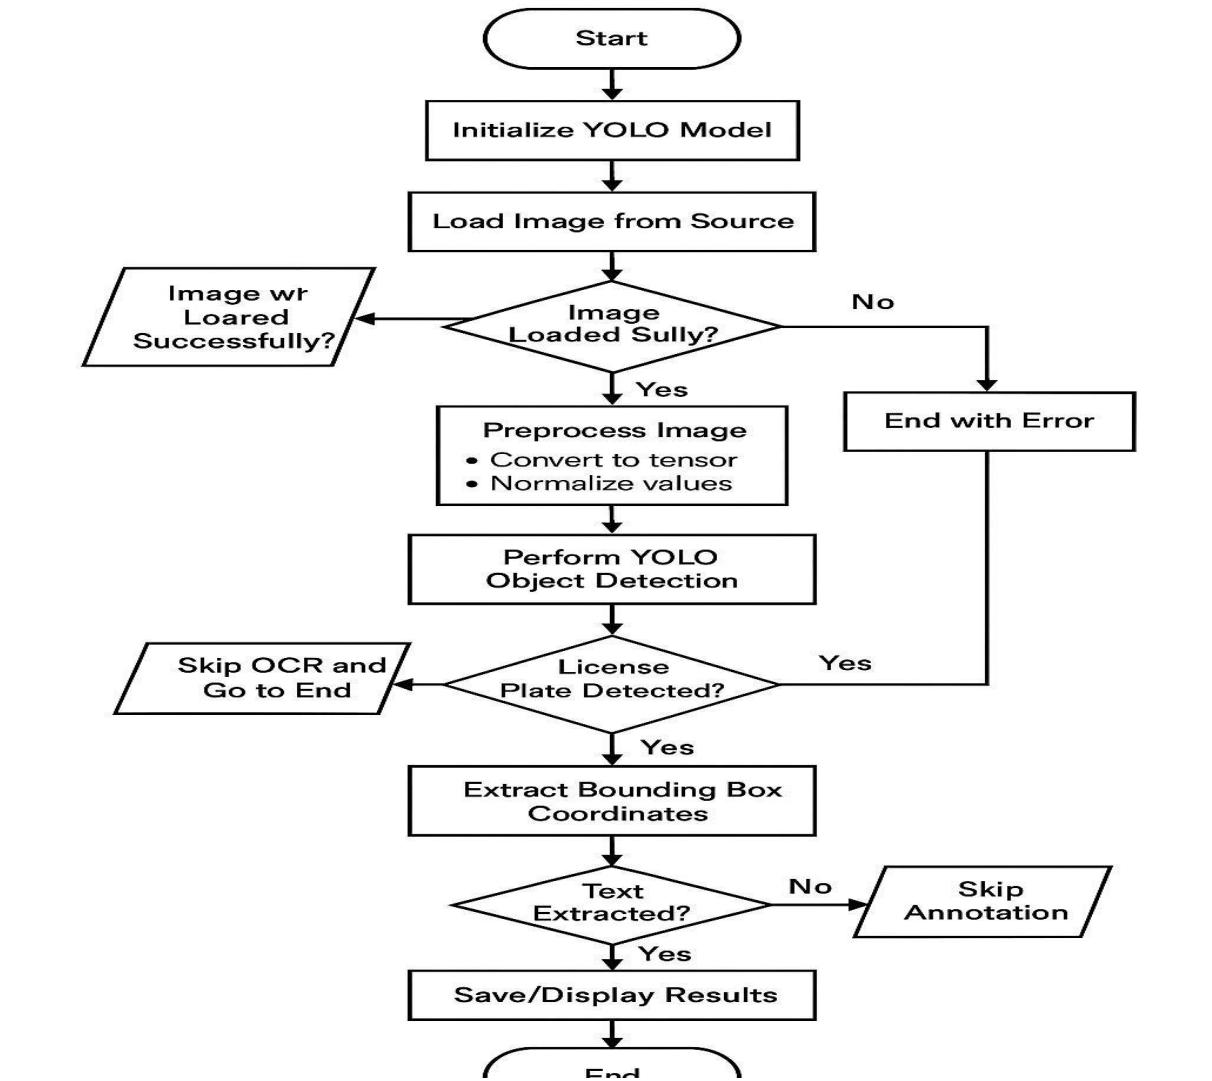 Start
Initialize YOLO Model
Load Image from Source
Image wr
Loared
Successfully?
Image
Loaded Sully?
No
Yes
Preprocess Image
• Convert to tensor
• Normalize values
End with Error
Perform YOLO
Object Detection
Skip OCR and
Go to End
License
Plate Detected?
Yes
Yes
Extract Bounding Box
Coordinates
Text
Extracted?
No
Skip
Annotation
Yes
Save/Display Results
End